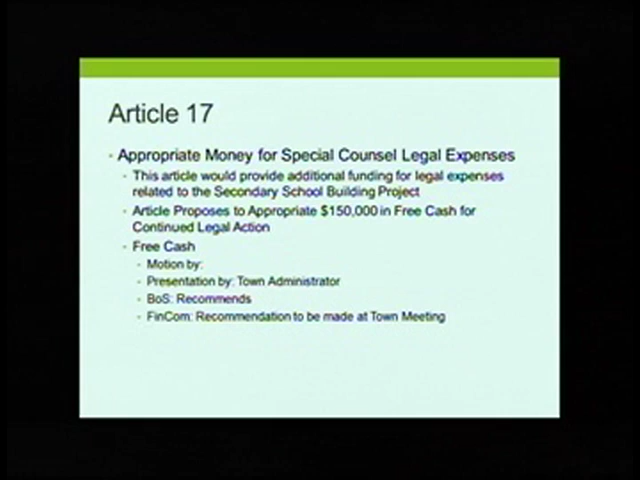 Article 17
Appropriate Money for Special Counsel Legal Expenses
This article would provide additional funding for legal expenses
related to the Secondary School Building Project
Article Proposes to Appropriate $150,000 in Free Cash for
Continued Legal Action
Free Cash
Motion by:
Presentation by: Town Administrator
BoS: Recommends
FinCom: Recommendation to be made at Town Meeting